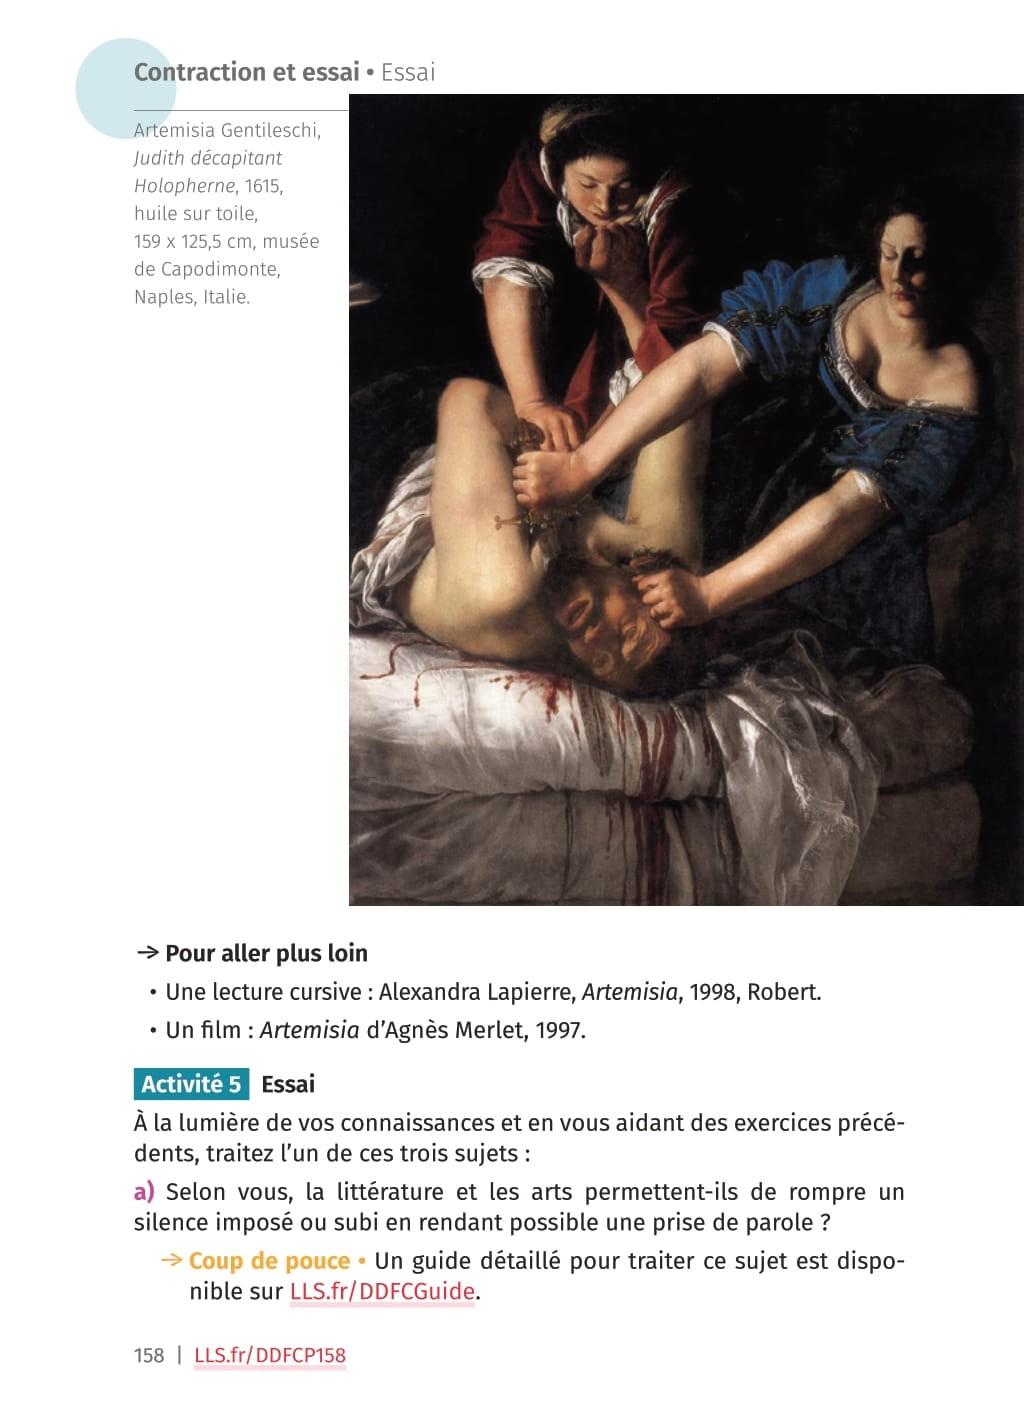 Contraction et essai • Essai
Artemisia Gentileschi,
Judith décapitant
Holopherne, 1615,
huile sur toile,
159 x 125,5 cm, musée
de Capodimonte,
Naples, Italie.
→ Pour aller plus loin
• Une lecture cursive : Alexandra Lapierre, Artemisia, 1998, Robert.
• Un film : Artemisia d’Agnès Merlet, 1997.
Activité 5 Essai
À la lumière de vos connaissances et en vous aidant des exercices précé-
dents, traitez l’un de ces trois sujets :
a) Selon vous, la littérature et les arts permettent-ils de rompre un
silence imposé ou subi en rendant possible une prise de parole ?
→ Coup de pouce • Un guide détaillé pour traiter ce sujet est dispo-
nible sur LLS.fr/DDFCGuide.
158 | LLS.fr/DDFCP158